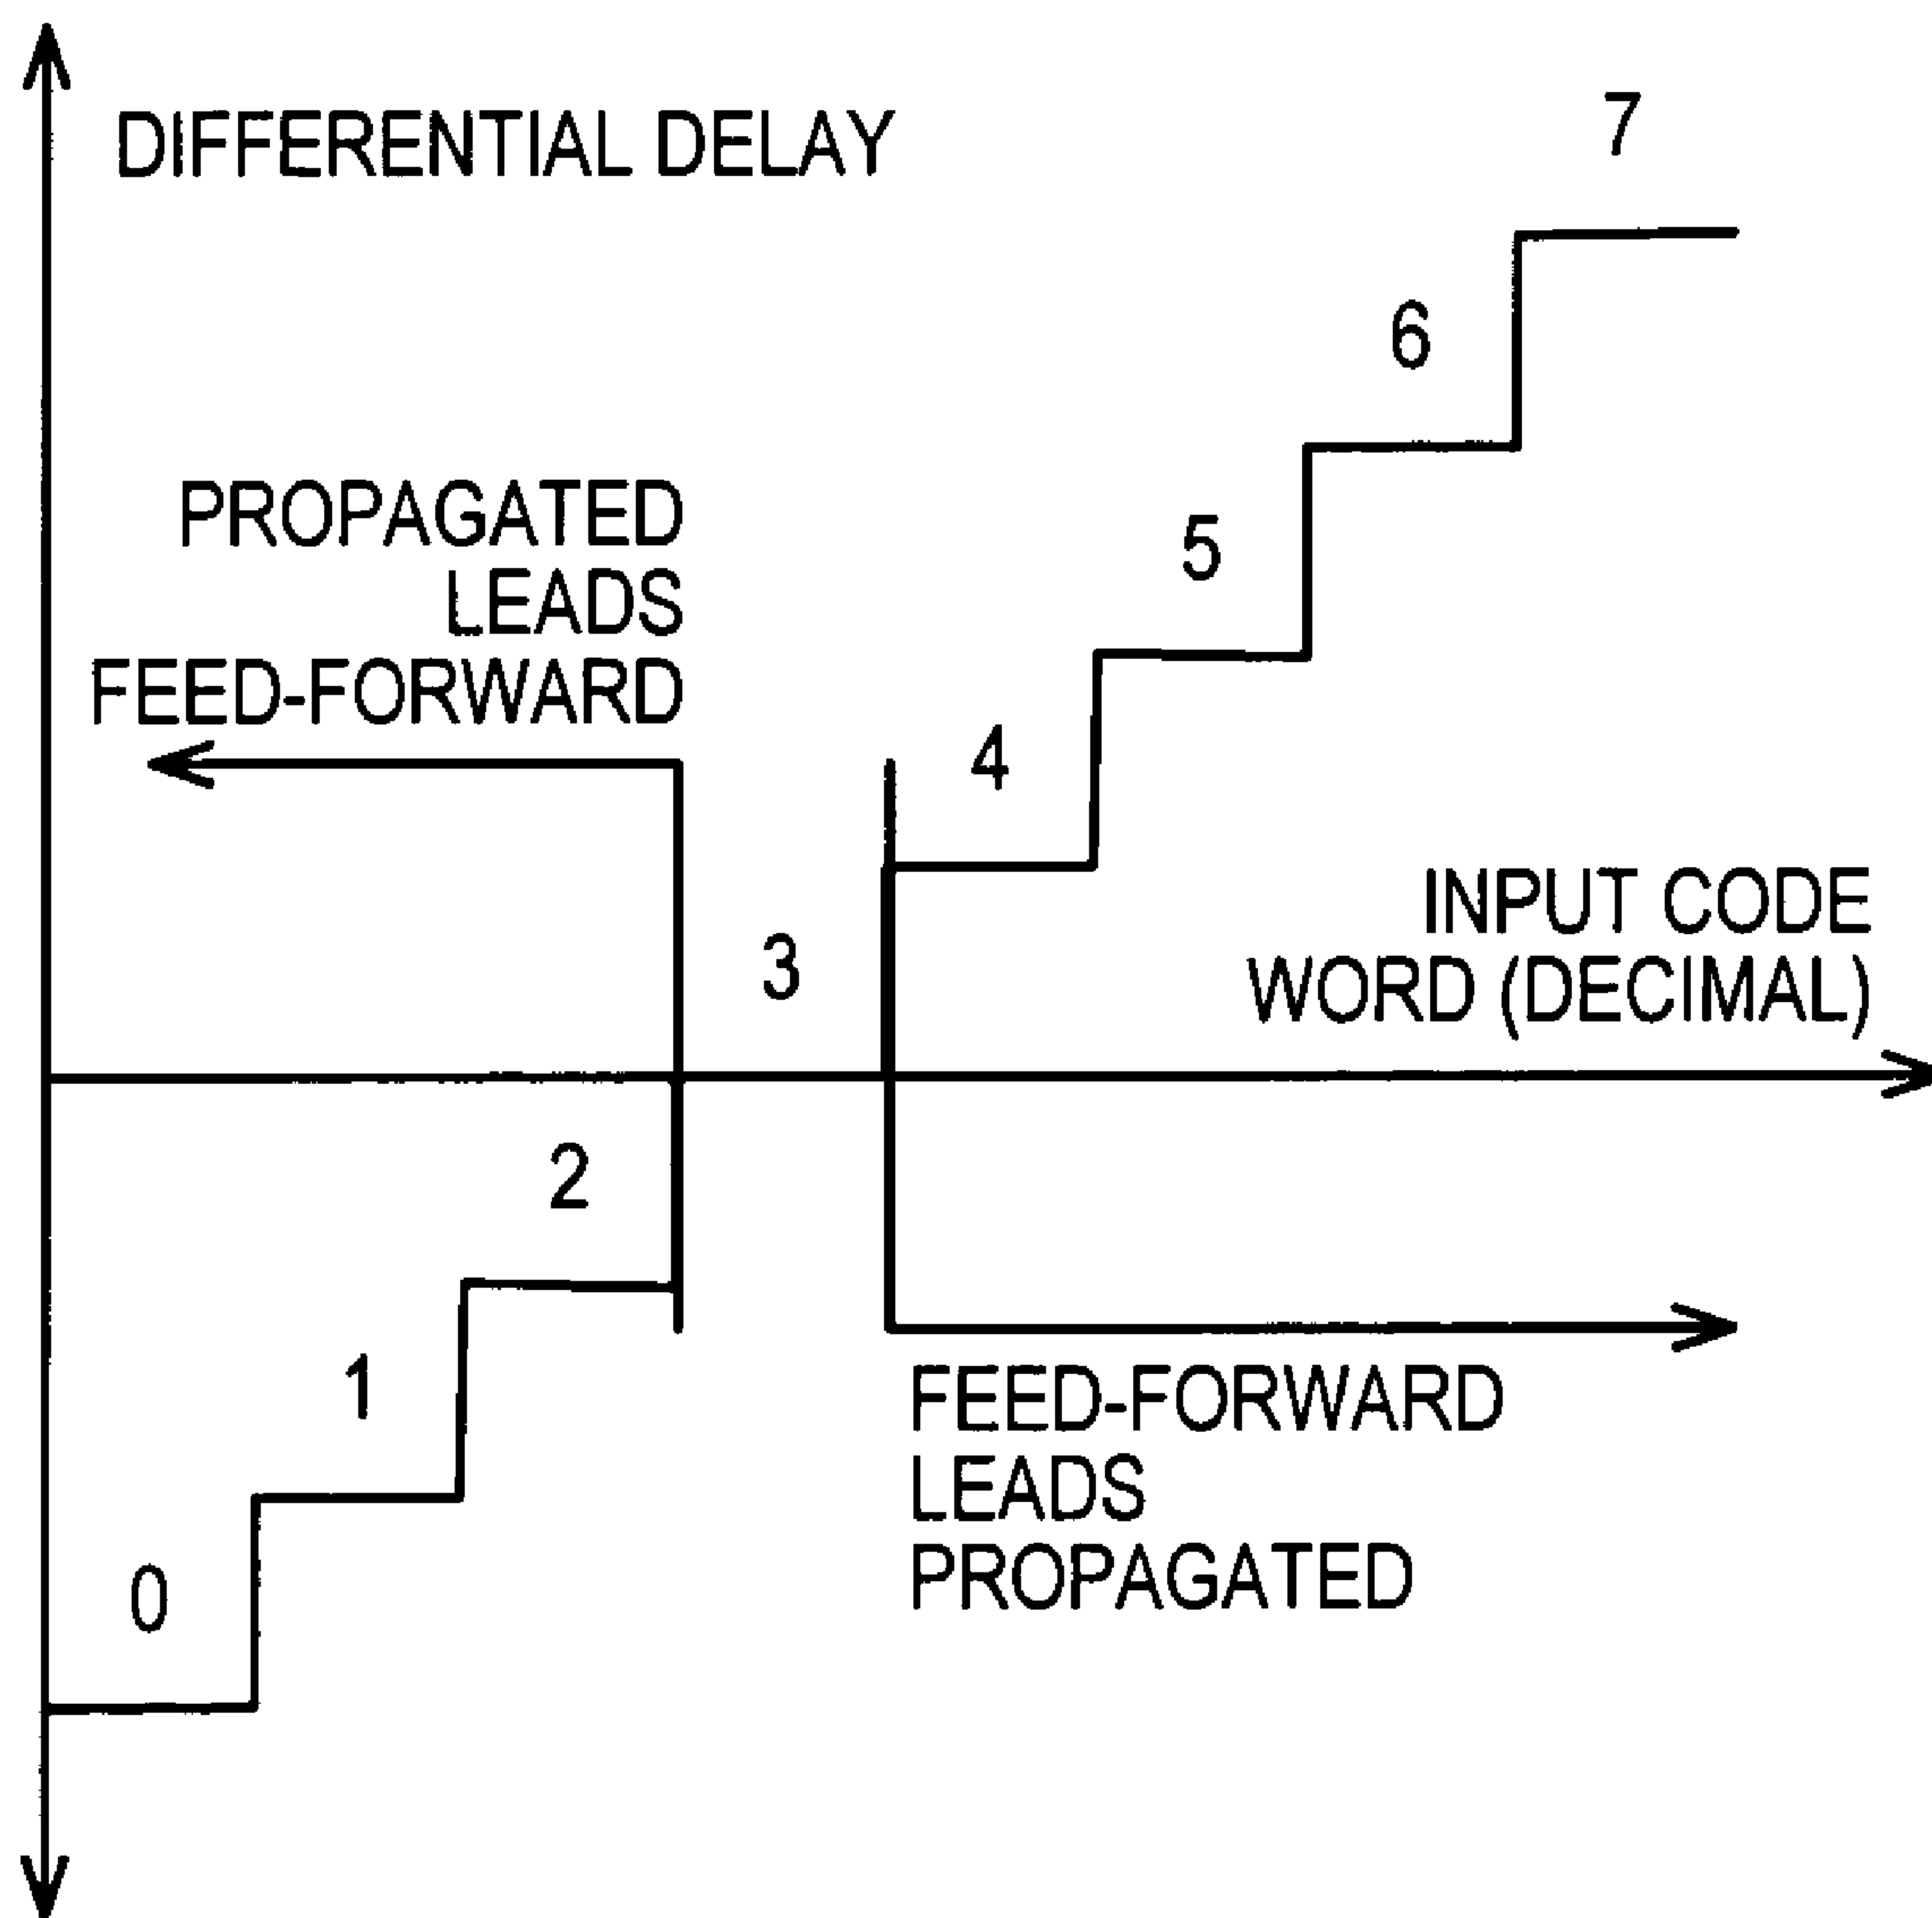 DIFFERENTIAL DELAY
7
6
PROPAGATED
LEADS
FEED-FORWARD
5
4
INPUT CODE
WORD (DECIMAL)
3
2
1
FEED-FORWARD
LEADS
PROPAGATED
0